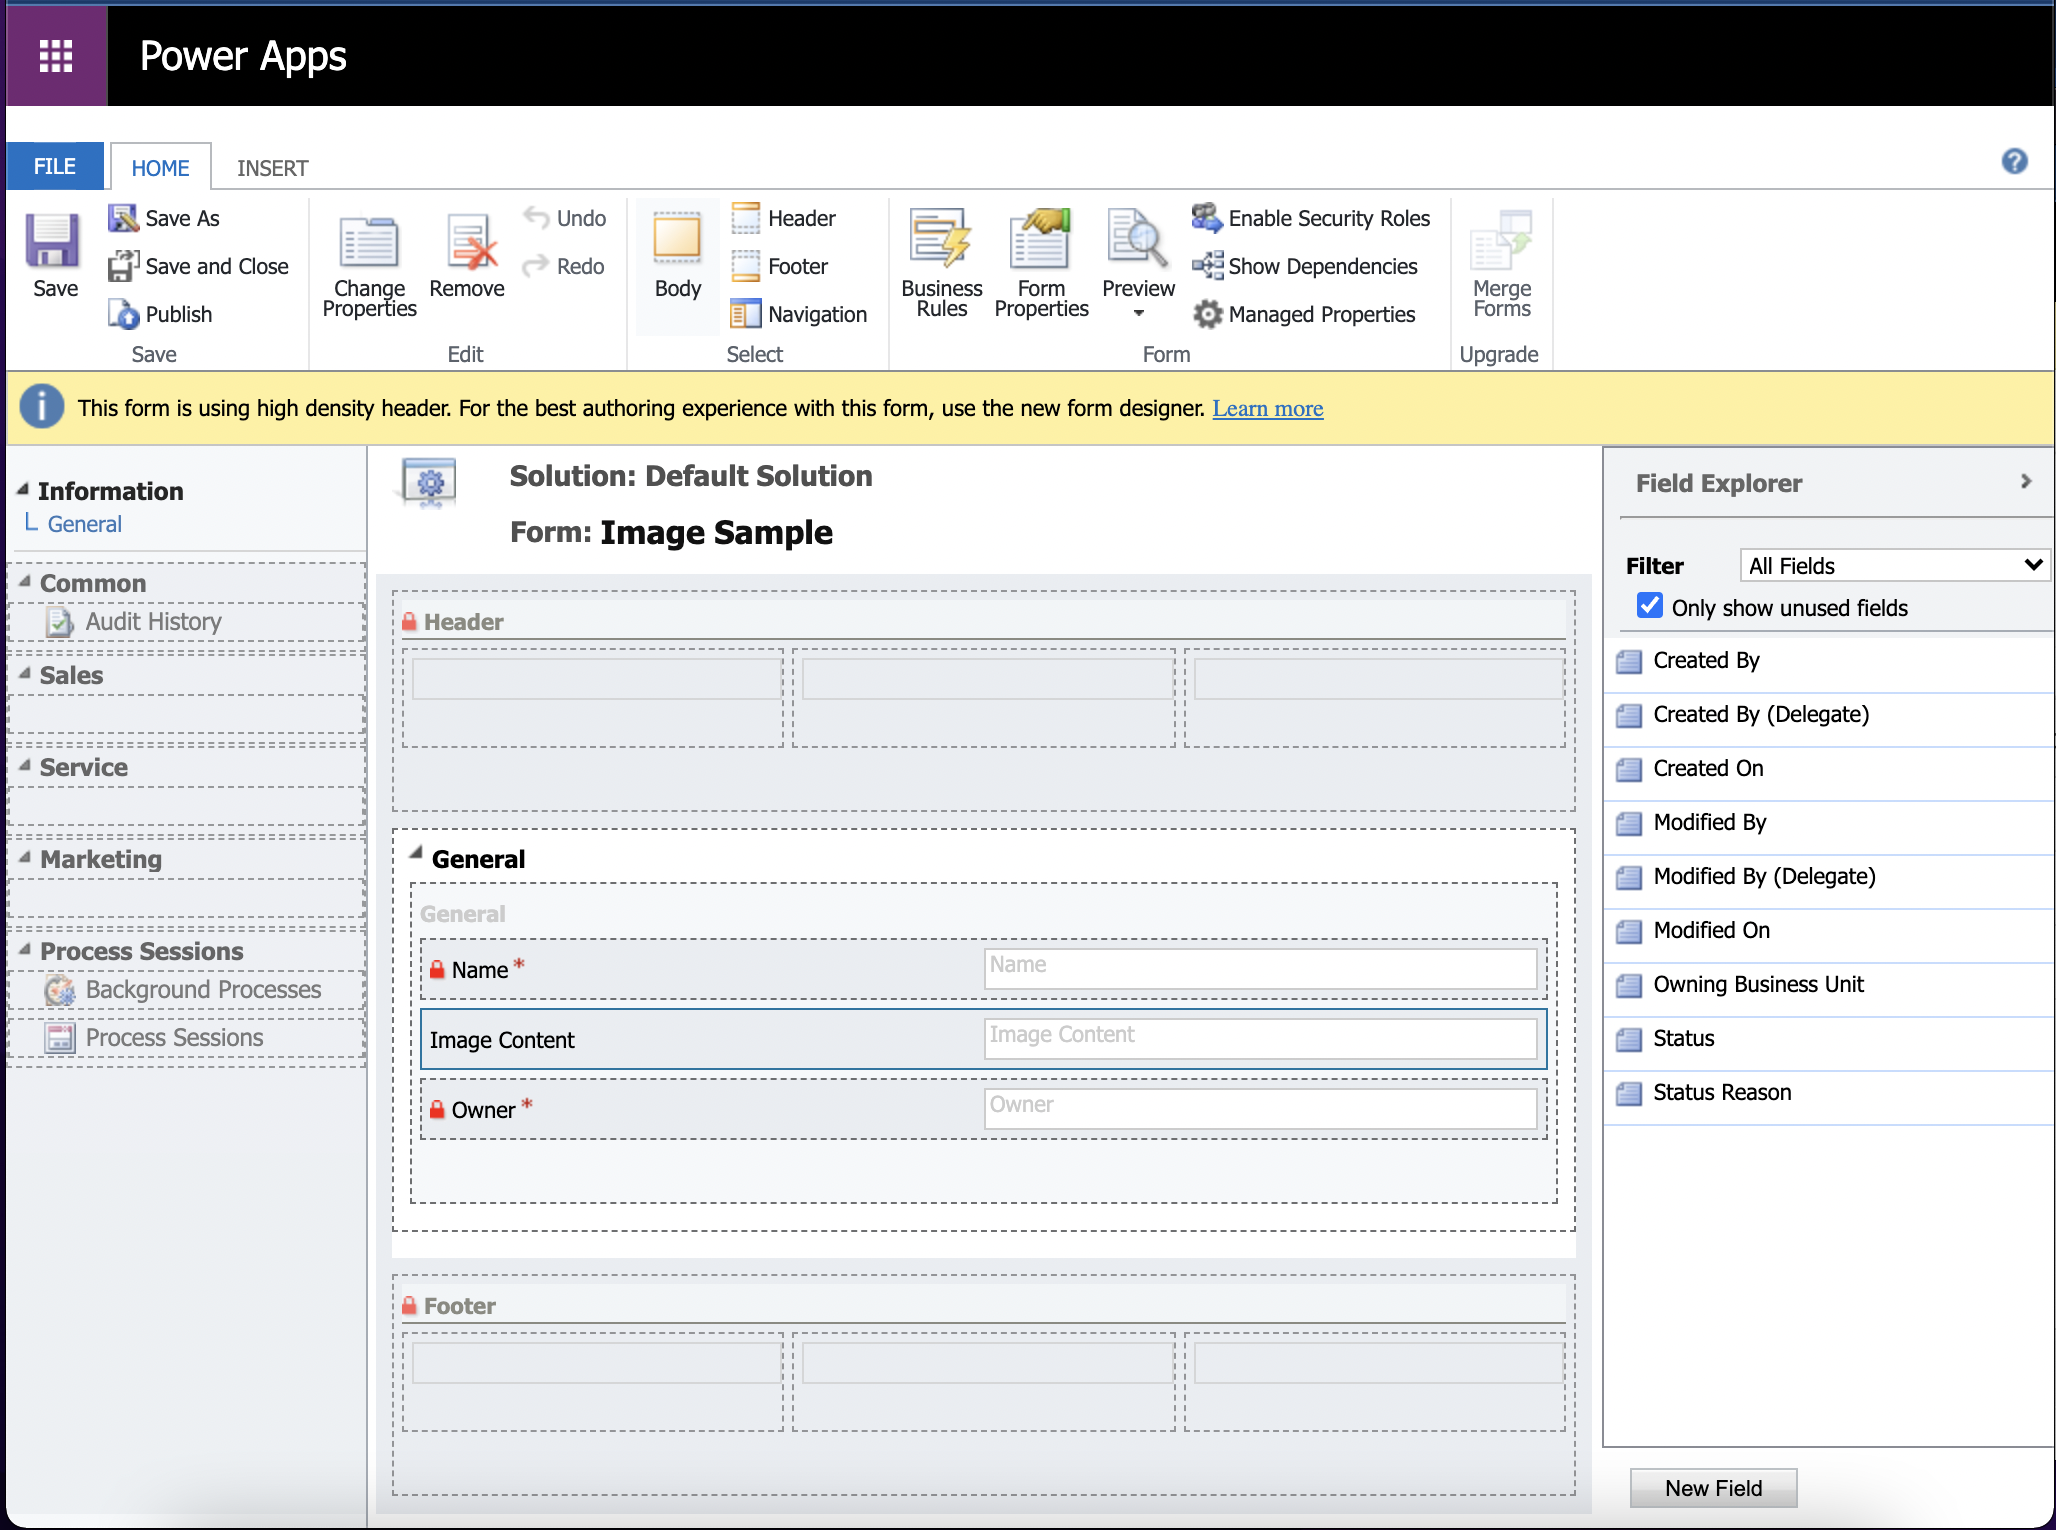 Power Apps
FILE
HOME
INSERT
Save
Save As
Save and Close
Publish
Save
Change
Properties
Remove
Undo
Redo
Edit
Body
Header
Footer
Navigation
Select
Business
Rules
Form
Properties
Preview
Enable Security Roles
Show Dependencies
Managed Properties
Form
Merge
Forms
Upgrade
This form is using high density header. For the best authoring experience with this form, use the new form designer. Learn more
Information
General
Common
Audit History
Sales
Service
Marketing
Process Sessions
Background Processes
Process Sessions
Solution: Default Solution
Form: Image Sample
Header
General
General
Name *
Name
Image Content
Image Content
Owner *
Owner
Footer
Field Explorer
Filter
All Fields
Only show unused fields
Created By
Created By (Delegate)
Created On
Modified By
Modified By (Delegate)
Modified On
Owning Business Unit
Status
Status Reason
New Field